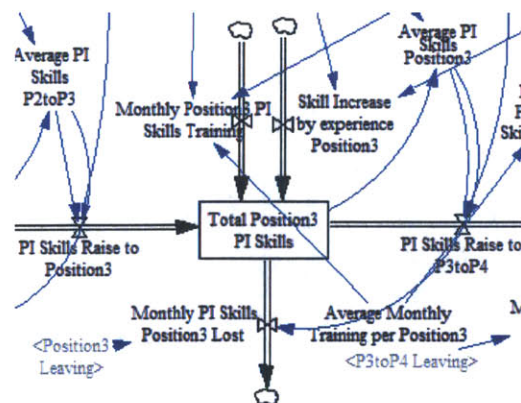 Average PI
Skills
P2toP3
Average PI
Skills
Position3
Monthly Position3 PI
Skills Training
Skill Increase
by experience
Position3
Total Position3
PI Skills
PI Skills Raise to
Position3
PI Skills Raise to
P3toP4
Monthly PI Skills
Position3 Lost
Average Monthly
Training per Position3
<Position3
Leaving>
<P3toP4 Leaving>